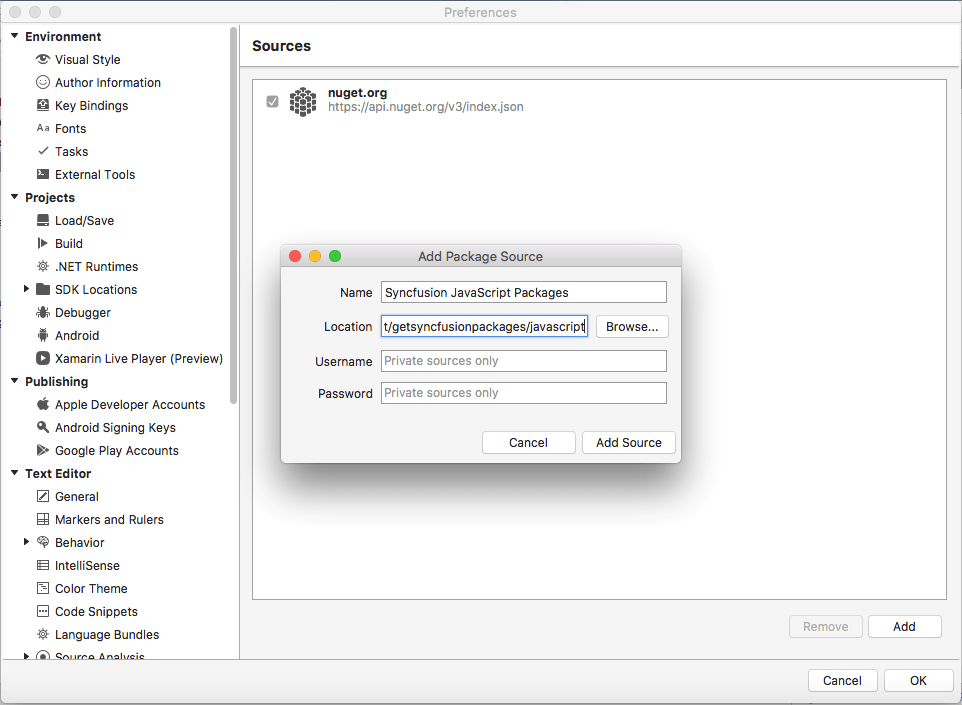 Preferences
Environment
Visual Style
Author Information
Key Bindings
Aa Fonts
Tasks
External Tools
Projects
Load/Save
Build
.NET Runtimes
SDK Locations
Debugger
Android
Xamarin Live Player (Preview)
Publishing
Apple Developer Accounts
Android Signing Keys
Google Play Accounts
Text Editor
General
Markers and Rulers
Behavior
IntelliSense
Color Theme
Code Snippets
Language Bundles
Source Analysis
Sources
nuget.org
https://api.nuget.org/v3/index.json
Add Package Source
Name Syncfusion JavaScript Packages
Location t/getsyncfusionpackages/javascript Browse...
Username Private sources only
Password Private sources only
Cancel Add Source
Remove Add
Cancel OK